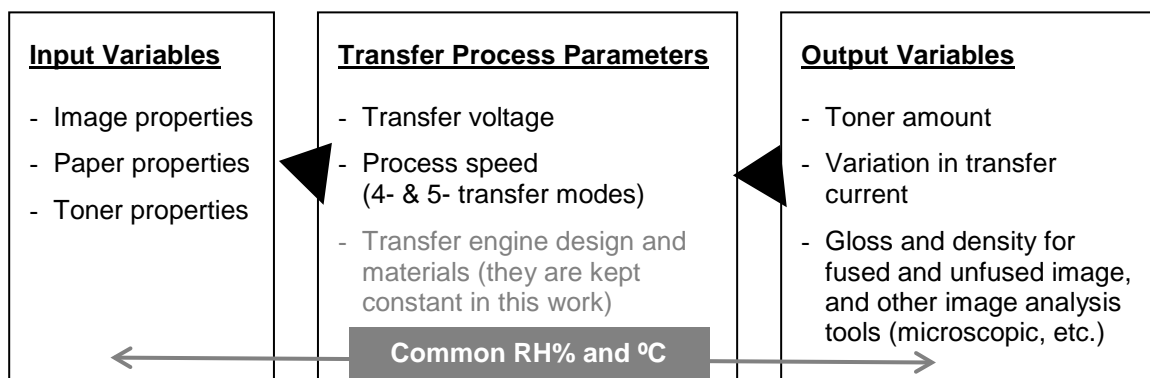 Input Variables
- Image properties
- Paper properties
- Toner properties
Transfer Process Parameters
- Transfer voltage
- Process speed
(4- & 5- transfer modes)
- Transfer engine design and
materials (they are kept
constant in this work)
Output Variables
- Toner amount
- Variation in transfer
current
- Gloss and density for
fused and unfused image,
and other image analysis
tools (microscopic, etc.)
Common RH% and ºC